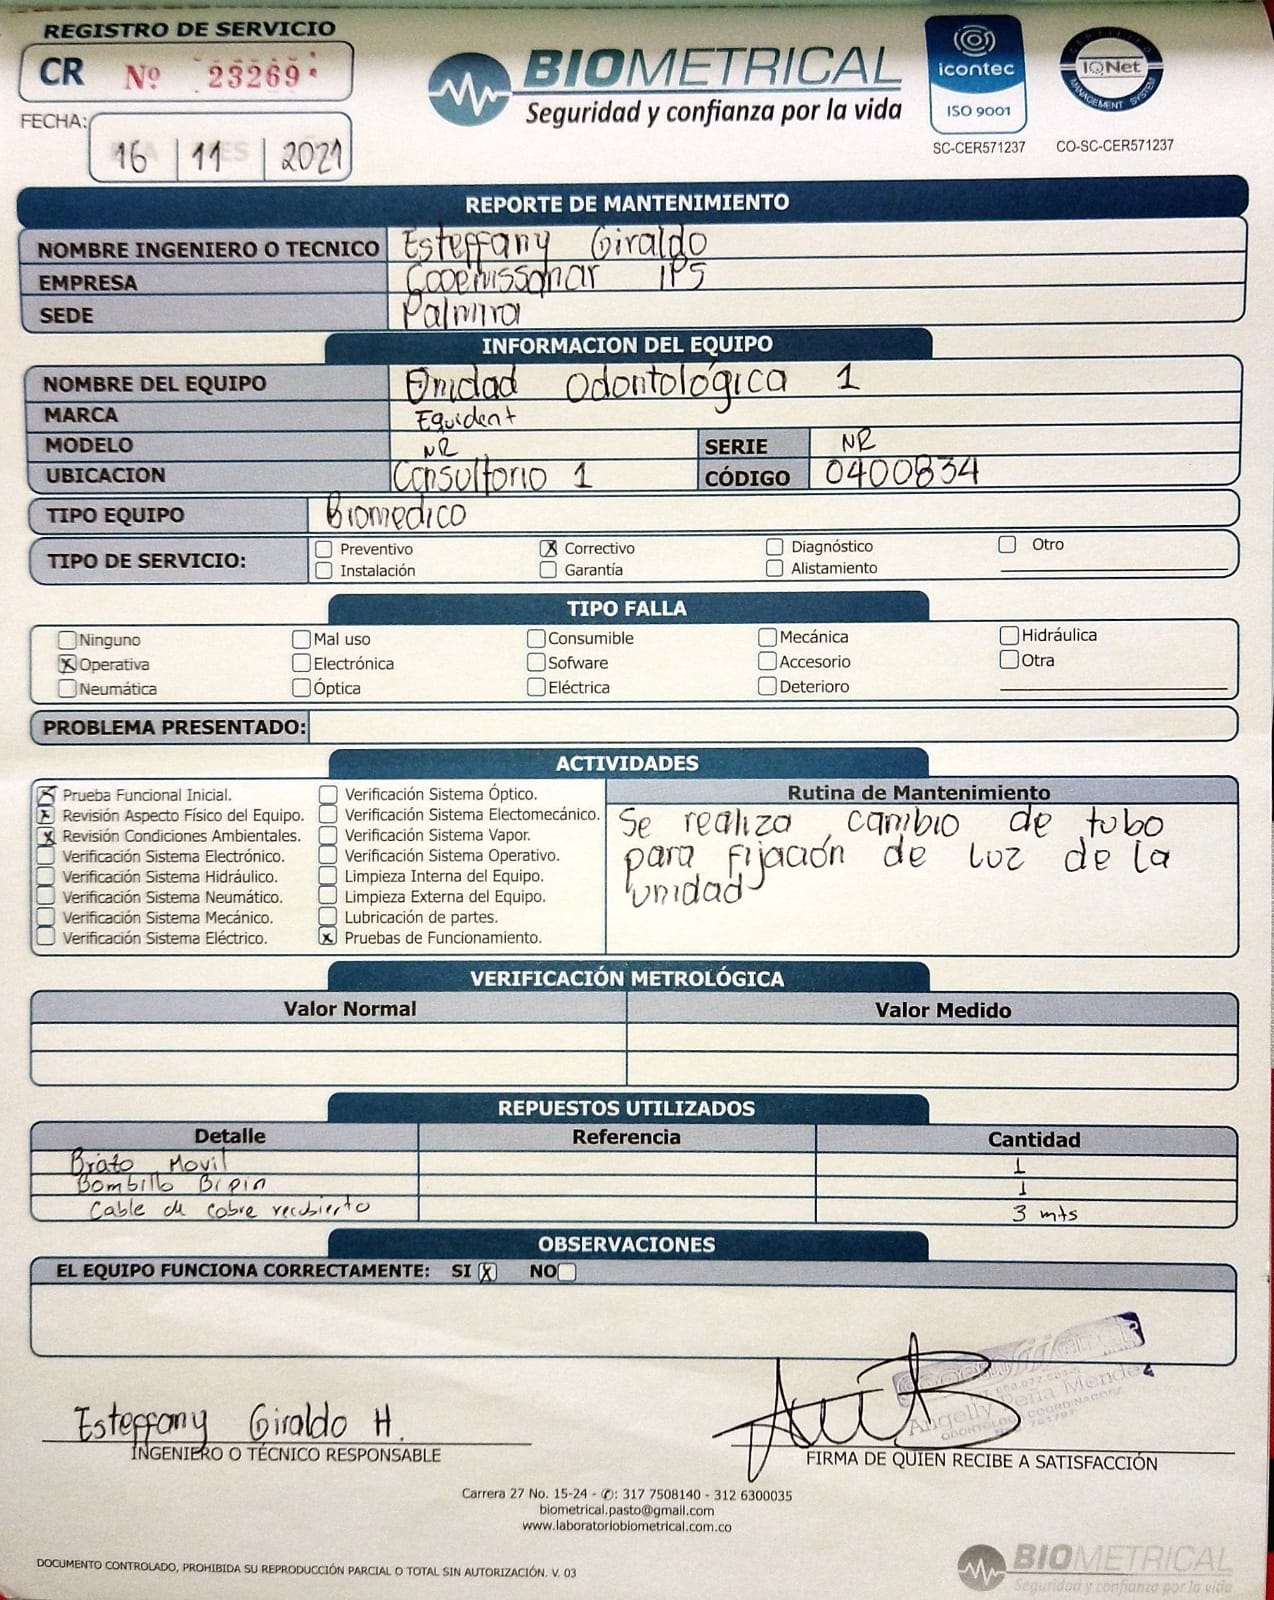 REGISTRO DE SERVICIO
CR Nº 23269
FECHA: 16 11 2021
BIOMETRICAL
Seguridad y confianza por la vida
icontec
ISO 9001
SC-CER571237
CERTIFIED
IQNet
MANAGEMENT SYSTEM
CO-SC-CER571237
REPORTE DE MANTENIMIENTO
NOMBRE INGENIERO O TECNICO Esteffany Giraldo
EMPRESA Cooemssanar IPS
SEDE Palmira
INFORMACION DEL EQUIPO
NOMBRE DEL EQUIPO Unidad Odontológica 1
MARCA Equident
MODELO NR SERIE NR
UBICACION Consultorio 1 CÓDIGO 0400834
TIPO EQUIPO Biomedico
TIPO DE SERVICIO:
Preventivo X Correctivo Diagnóstico Otro
Instalación Garantía Alistamiento
TIPO FALLA
Ninguno Mal uso Consumible Mecánica Hidráulica
X Operativa Electrónica Sofware Accesorio Otra
Neumática Óptica Eléctrica Deterioro
PROBLEMA PRESENTADO:
ACTIVIDADES
X Prueba Funcional Inicial.
X Revisión Aspecto Físico del Equipo.
X Revisión Condiciones Ambientales.
Verificación Sistema Electrónico.
Verificación Sistema Hidráulico.
Verificación Sistema Neumático.
Verificación Sistema Mecánico.
Verificación Sistema Eléctrico.
Verificación Sistema Óptico.
Verificación Sistema Electomecánico.
Verificación Sistema Vapor.
Verificación Sistema Operativo.
Limpieza Interna del Equipo.
Limpieza Externa del Equipo.
Lubricación de partes.
X Pruebas de Funcionamiento.
Rutina de Mantenimiento
Se realiza, cambio de tubo
para fijación de luz de la
unidad
VERIFICACIÓN METROLÓGICA
Valor Normal Valor Medido
REPUESTOS UTILIZADOS
Detalle Referencia Cantidad
Brazo Movil 1
Bombillo Bipin 1
Cable de cobre recubierto 3 mts
OBSERVACIONES
EL EQUIPO FUNCIONA CORRECTAMENTE: SI X NO
Esteffany Giraldo H.
INGENIERO O TÉCNICO RESPONSABLE
Angelly Peña Mendez
ODONTOLOGA COORDINADORA
FIRMA DE QUIEN RECIBE A SATISFACCIÓN
Carrera 27 No. 15-24 - ✆: 317 7508140 - 312 6300035
biometrical.pasto@gmail.com
www.laboratoriobiometrical.com.co
DOCUMENTO CONTROLADO, PROHIBIDA SU REPRODUCCIÓN PARCIAL O TOTAL SIN AUTORIZACIÓN. V. 03
BIOMETRICAL
Seguridad y confianza por la vida